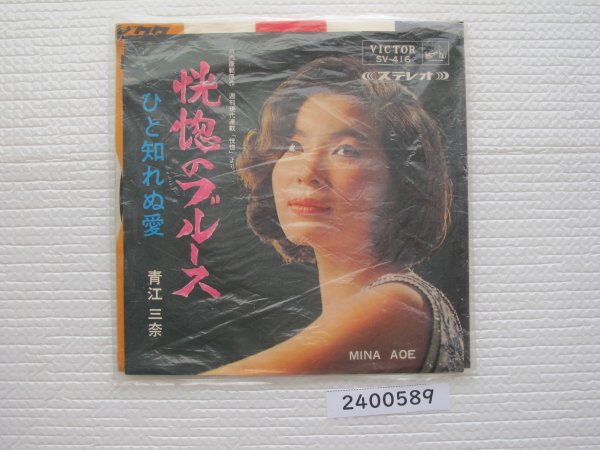 恍惚のブルース
ひと知れぬ愛
青江三奈
VICTOR
SV-416
ステレオ
MINA AOE
2400589